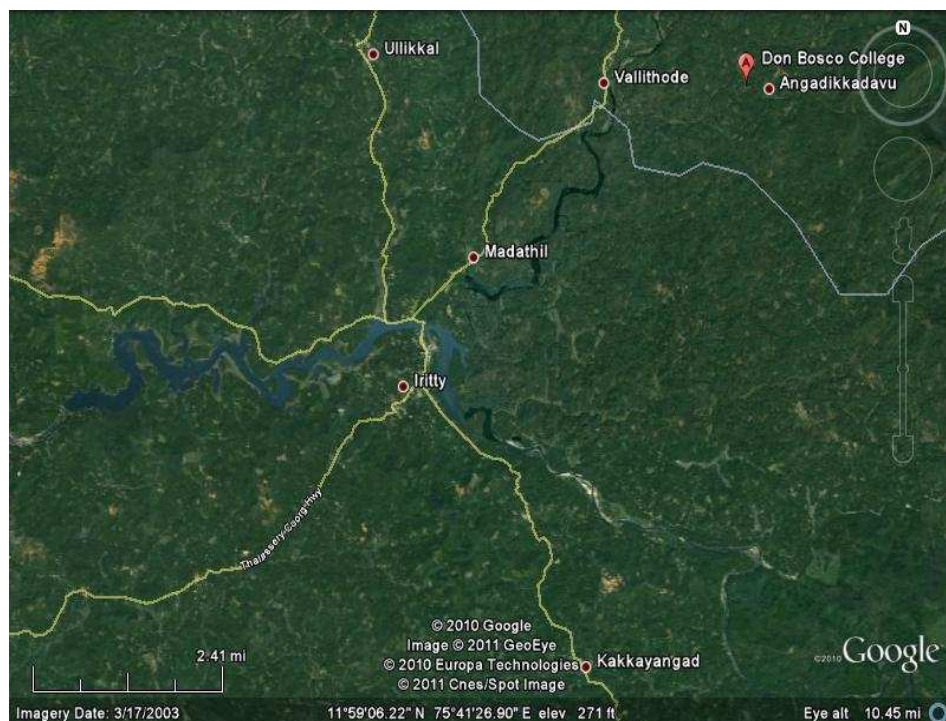 N
Ullikkal
Don Bosco College
A
Vallithode
Angadikkadavu
Madathil
Iritty
Thalassery Coorg Hwy
© 2010 Google
Image © 2011 GeoEye
© 2010 Europa Technologies
© 2011 Cnes/Spot Image
2.41 mi
Kakkayangad
©2010 Google
Imagery Date: 3/17/2003 11°59'06.22" N 75°41'26.90" E elev 271 ft Eye alt 10.45 mi